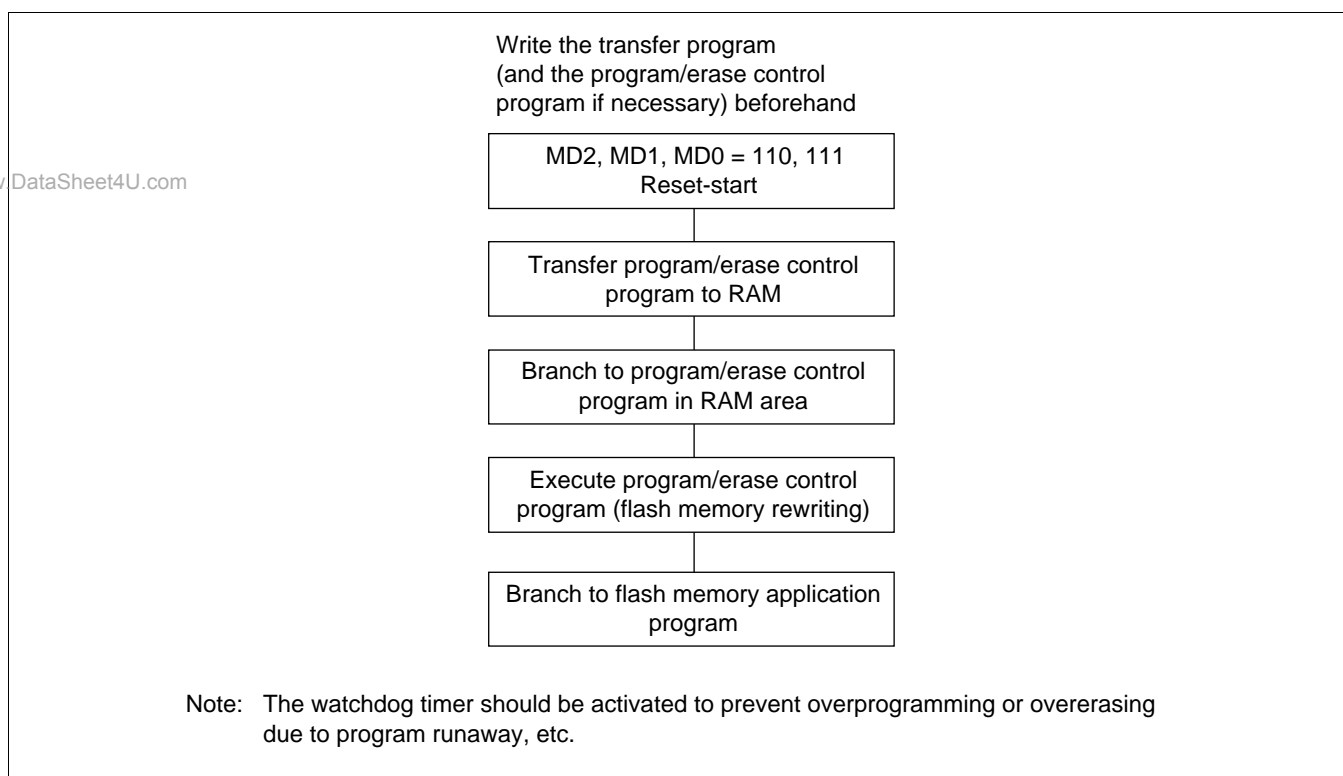 Write the transfer program
(and the program/erase control
program if necessary) beforehand
MD2, MD1, MD0 = 110, 111
Reset-start
w.DataSheet4U.com
Transfer program/erase control
program to RAM
Branch to program/erase control
program in RAM area
Execute program/erase control
program (flash memory rewriting)
Branch to flash memory application
program
Note: The watchdog timer should be activated to prevent overprogramming or overerasing
due to program runaway, etc.